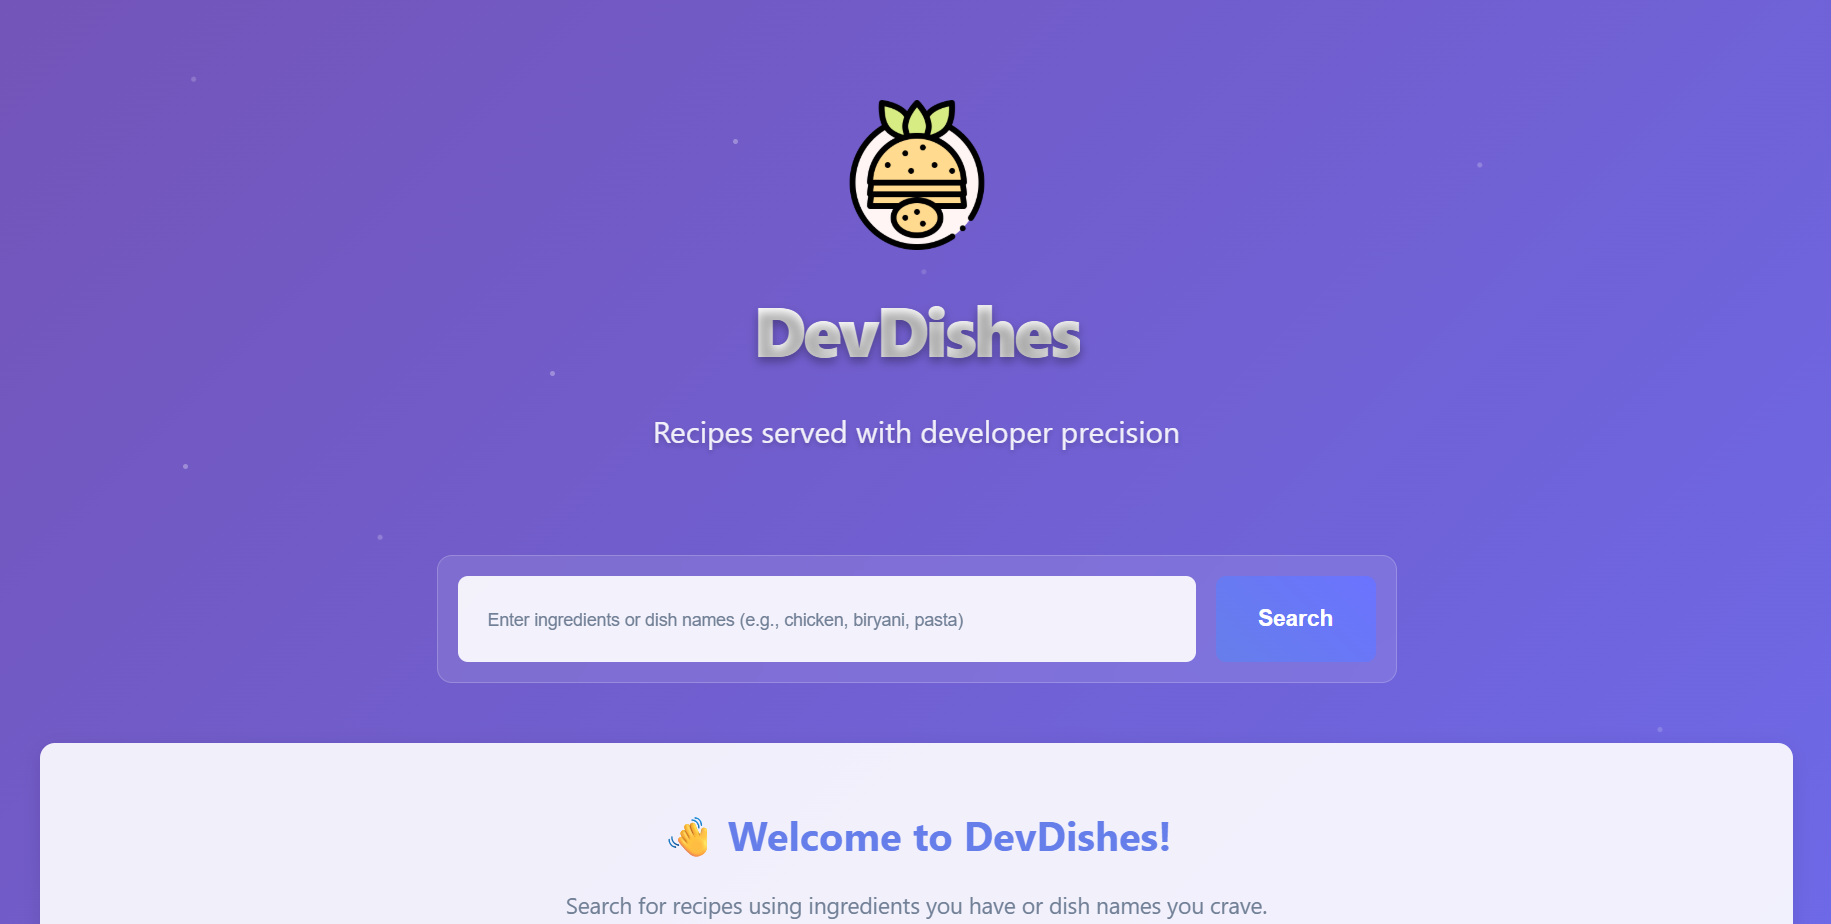 DevDishes
Recipes served with developer precision
Enter ingredients or dish names (e.g., chicken, biryani, pasta)
Search
👋 Welcome to DevDishes!
Search for recipes using ingredients you have or dish names you crave.